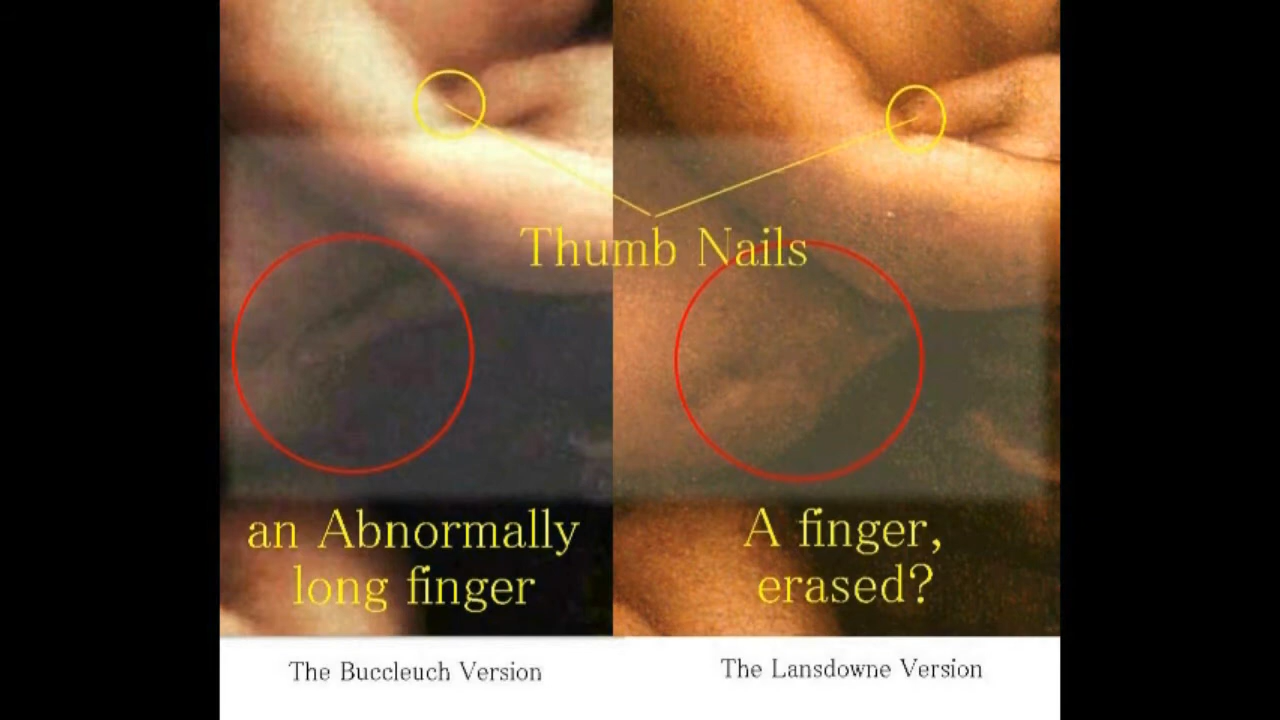 Thumb Nails
an Abnormally
long finger
A finger,
erased?
The Buccleuch Version
The Lansdowne Version